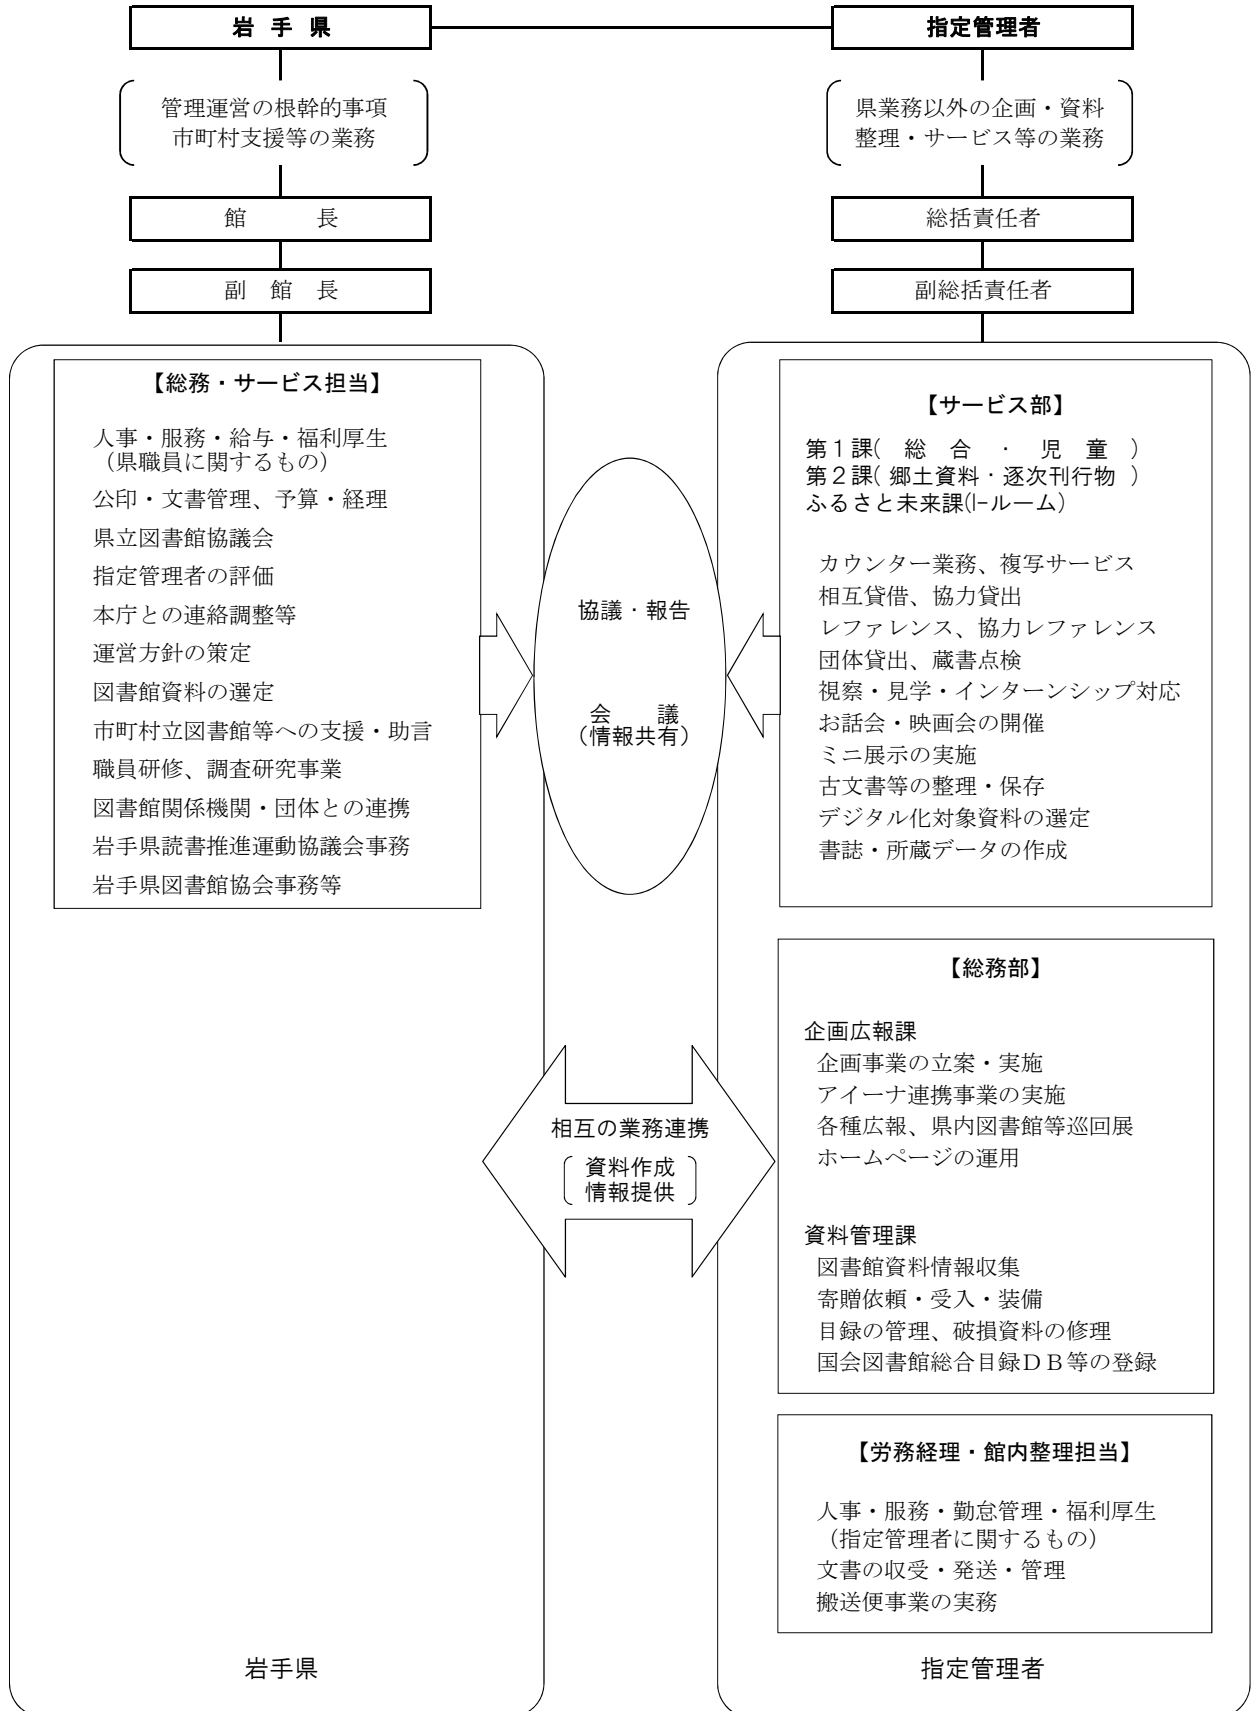 岩 手 県
指定管理者
管理運営の根幹的事項
市町村支援等の業務
県業務以外の企画・資料
整理・サービス等の業務
館 長
総括責任者
副 館 長
副総括責任者
【総務・サービス担当】
人事・服務・給与・福利厚生
(県職員に関するもの)
公印・文書管理、予算・経理
県立図書館協議会
指定管理者の評価
本庁との連絡調整等
運営方針の策定
図書館資料の選定
市町村立図書館等への支援・助言
職員研修、調査研究事業
図書館関係機関・団体との連携
岩手県読書推進運動協議会事務
岩手県図書館協会事務等
協議・報告
会 議
(情報共有)
【サービス部】
第1課( 総 合 ・ 児 童 )
第2課( 郷土資料・逐次刊行物 )
ふるさと未来課(I-ルーム)
カウンター業務、複写サービス
相互貸借、協力貸出
レファレンス、協力レファレンス
団体貸出、蔵書点検
視察・見学・インターンシップ対応
お話会・映画会の開催
ミニ展示の実施
古文書等の整理・保存
デジタル化対象資料の選定
書誌・所蔵データの作成
【総務部】
企画広報課
企画事業の立案・実施
アイーナ連携事業の実施
各種広報、県内図書館等巡回展
ホームページの運用
資料管理課
図書館資料情報収集
寄贈依頼・受入・装備
目録の管理、破損資料の修理
国会図書館総合目録DB等の登録
相互の業務連携
資料作成
情報提供
【労務経理・館内整理担当】
人事・服務・勤怠管理・福利厚生
(指定管理者に関するもの)
文書の収受・発送・管理
搬送便事業の実務
岩手県
指定管理者